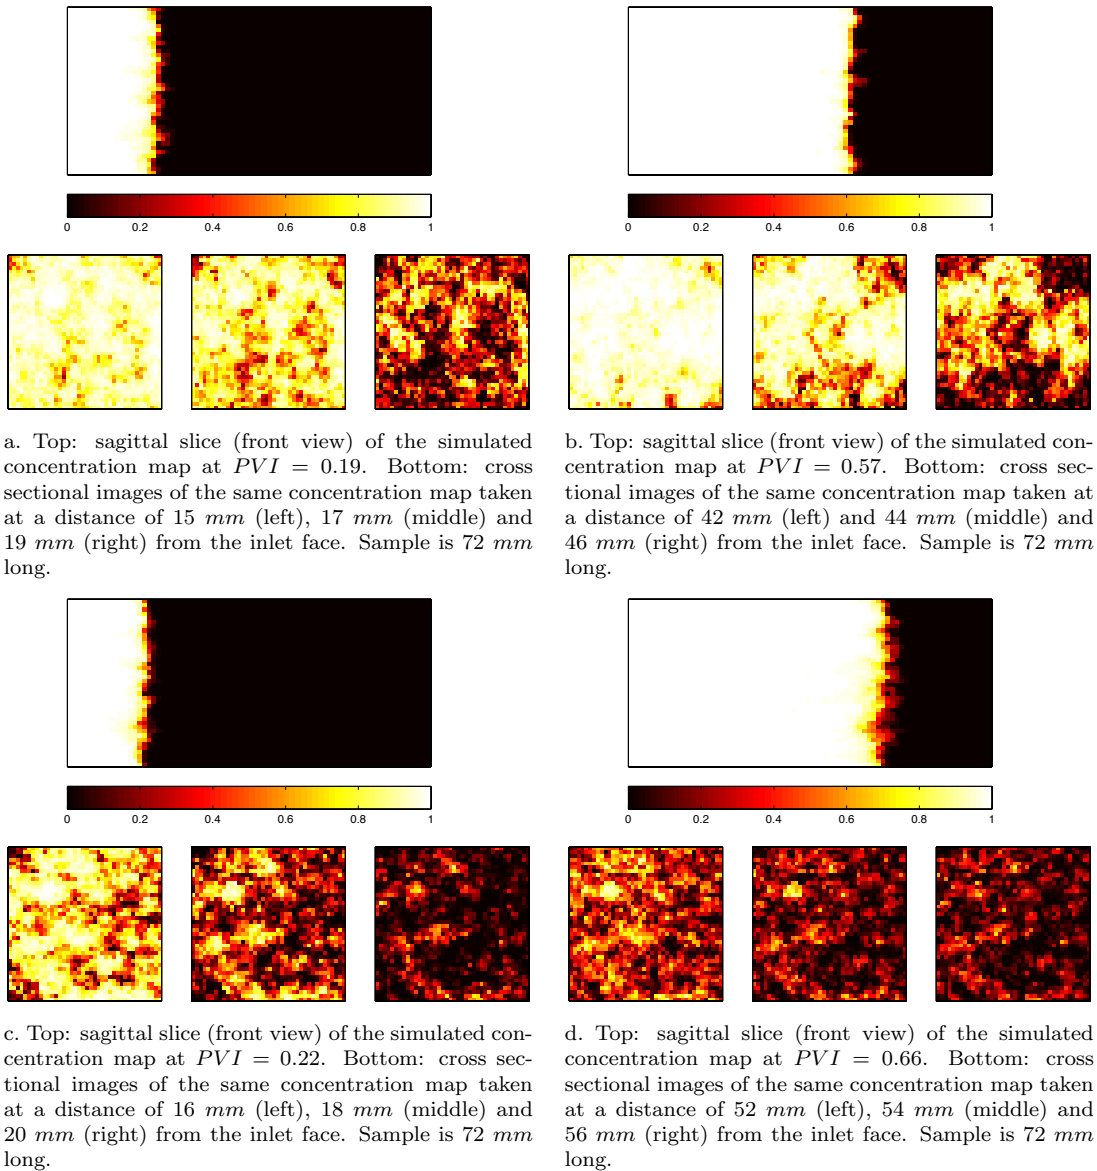 0 0.2 0.4 0.6 0.8 1
0 0.2 0.4 0.6 0.8 1
a. Top: sagittal slice (front view) of the simulated
concentration map at PVI = 0.19. Bottom: cross
sectional images of the same concentration map taken
at a distance of 15 mm (left), 17 mm (middle) and
19 mm (right) from the inlet face. Sample is 72 mm
long.
b. Top: sagittal slice (front view) of the simulated con-
centration map at PVI = 0.57. Bottom: cross sec-
tional images of the same concentration map taken at
a distance of 42 mm (left) and 44 mm (middle) and
46 mm (right) from the inlet face. Sample is 72 mm
long.
0 0.2 0.4 0.6 0.8 1
0 0.2 0.4 0.6 0.8 1
c. Top: sagittal slice (front view) of the simulated con-
centration map at PVI = 0.22. Bottom: cross sec-
tional images of the same concentration map taken
at a distance of 16 mm (left), 18 mm (middle) and
20 mm (right) from the inlet face. Sample is 72 mm
long.
d. Top: sagittal slice (front view) of the simulated
concentration map at PVI = 0.66. Bottom: cross
sectional images of the same concentration map taken
at a distance of 52 mm (left), 54 mm (middle) and
56 mm (right) from the inlet face. Sample is 72 mm
long.